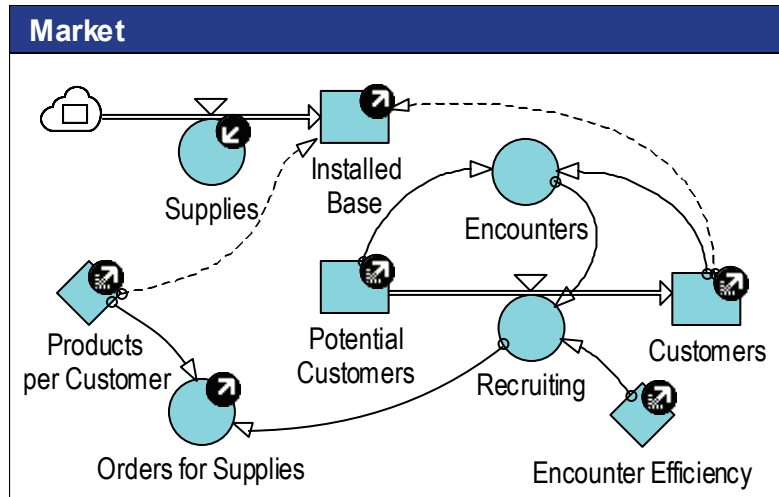 Market
Supplies
Installed
Base
Encounters
Products
per Customer
Potential
Customers
Recruiting
Customers
Orders for Supplies
Encounter Efficiency